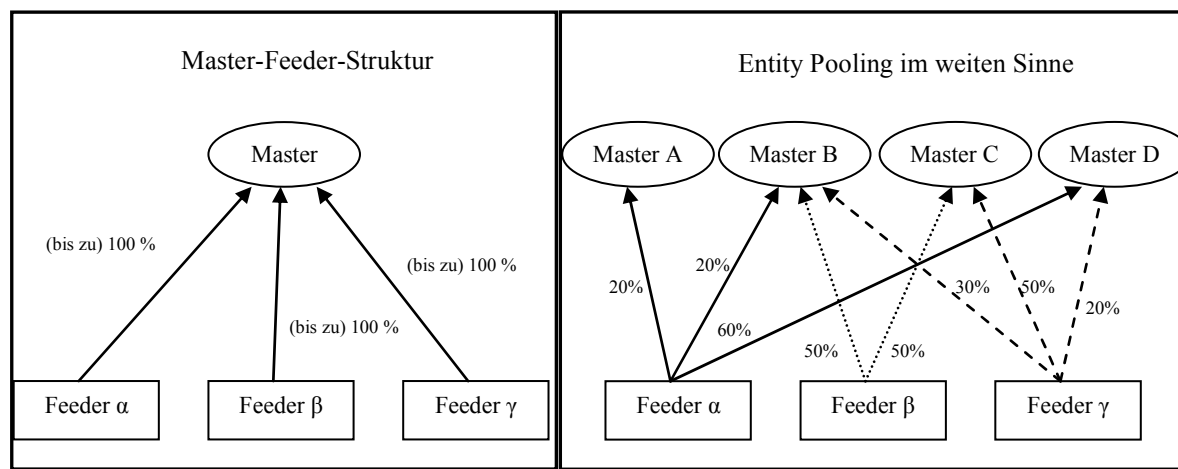 Master-Feeder-Struktur
Master
(bis zu) 100 %
(bis zu) 100 %
(bis zu) 100 %
Feeder α
Feeder β
Feeder γ
Entity Pooling im weiten Sinne
Master A
Master B
Master C
Master D
20%
20%
60%
50%
50%
30%
50%
20%
Feeder α
Feeder β
Feeder γ